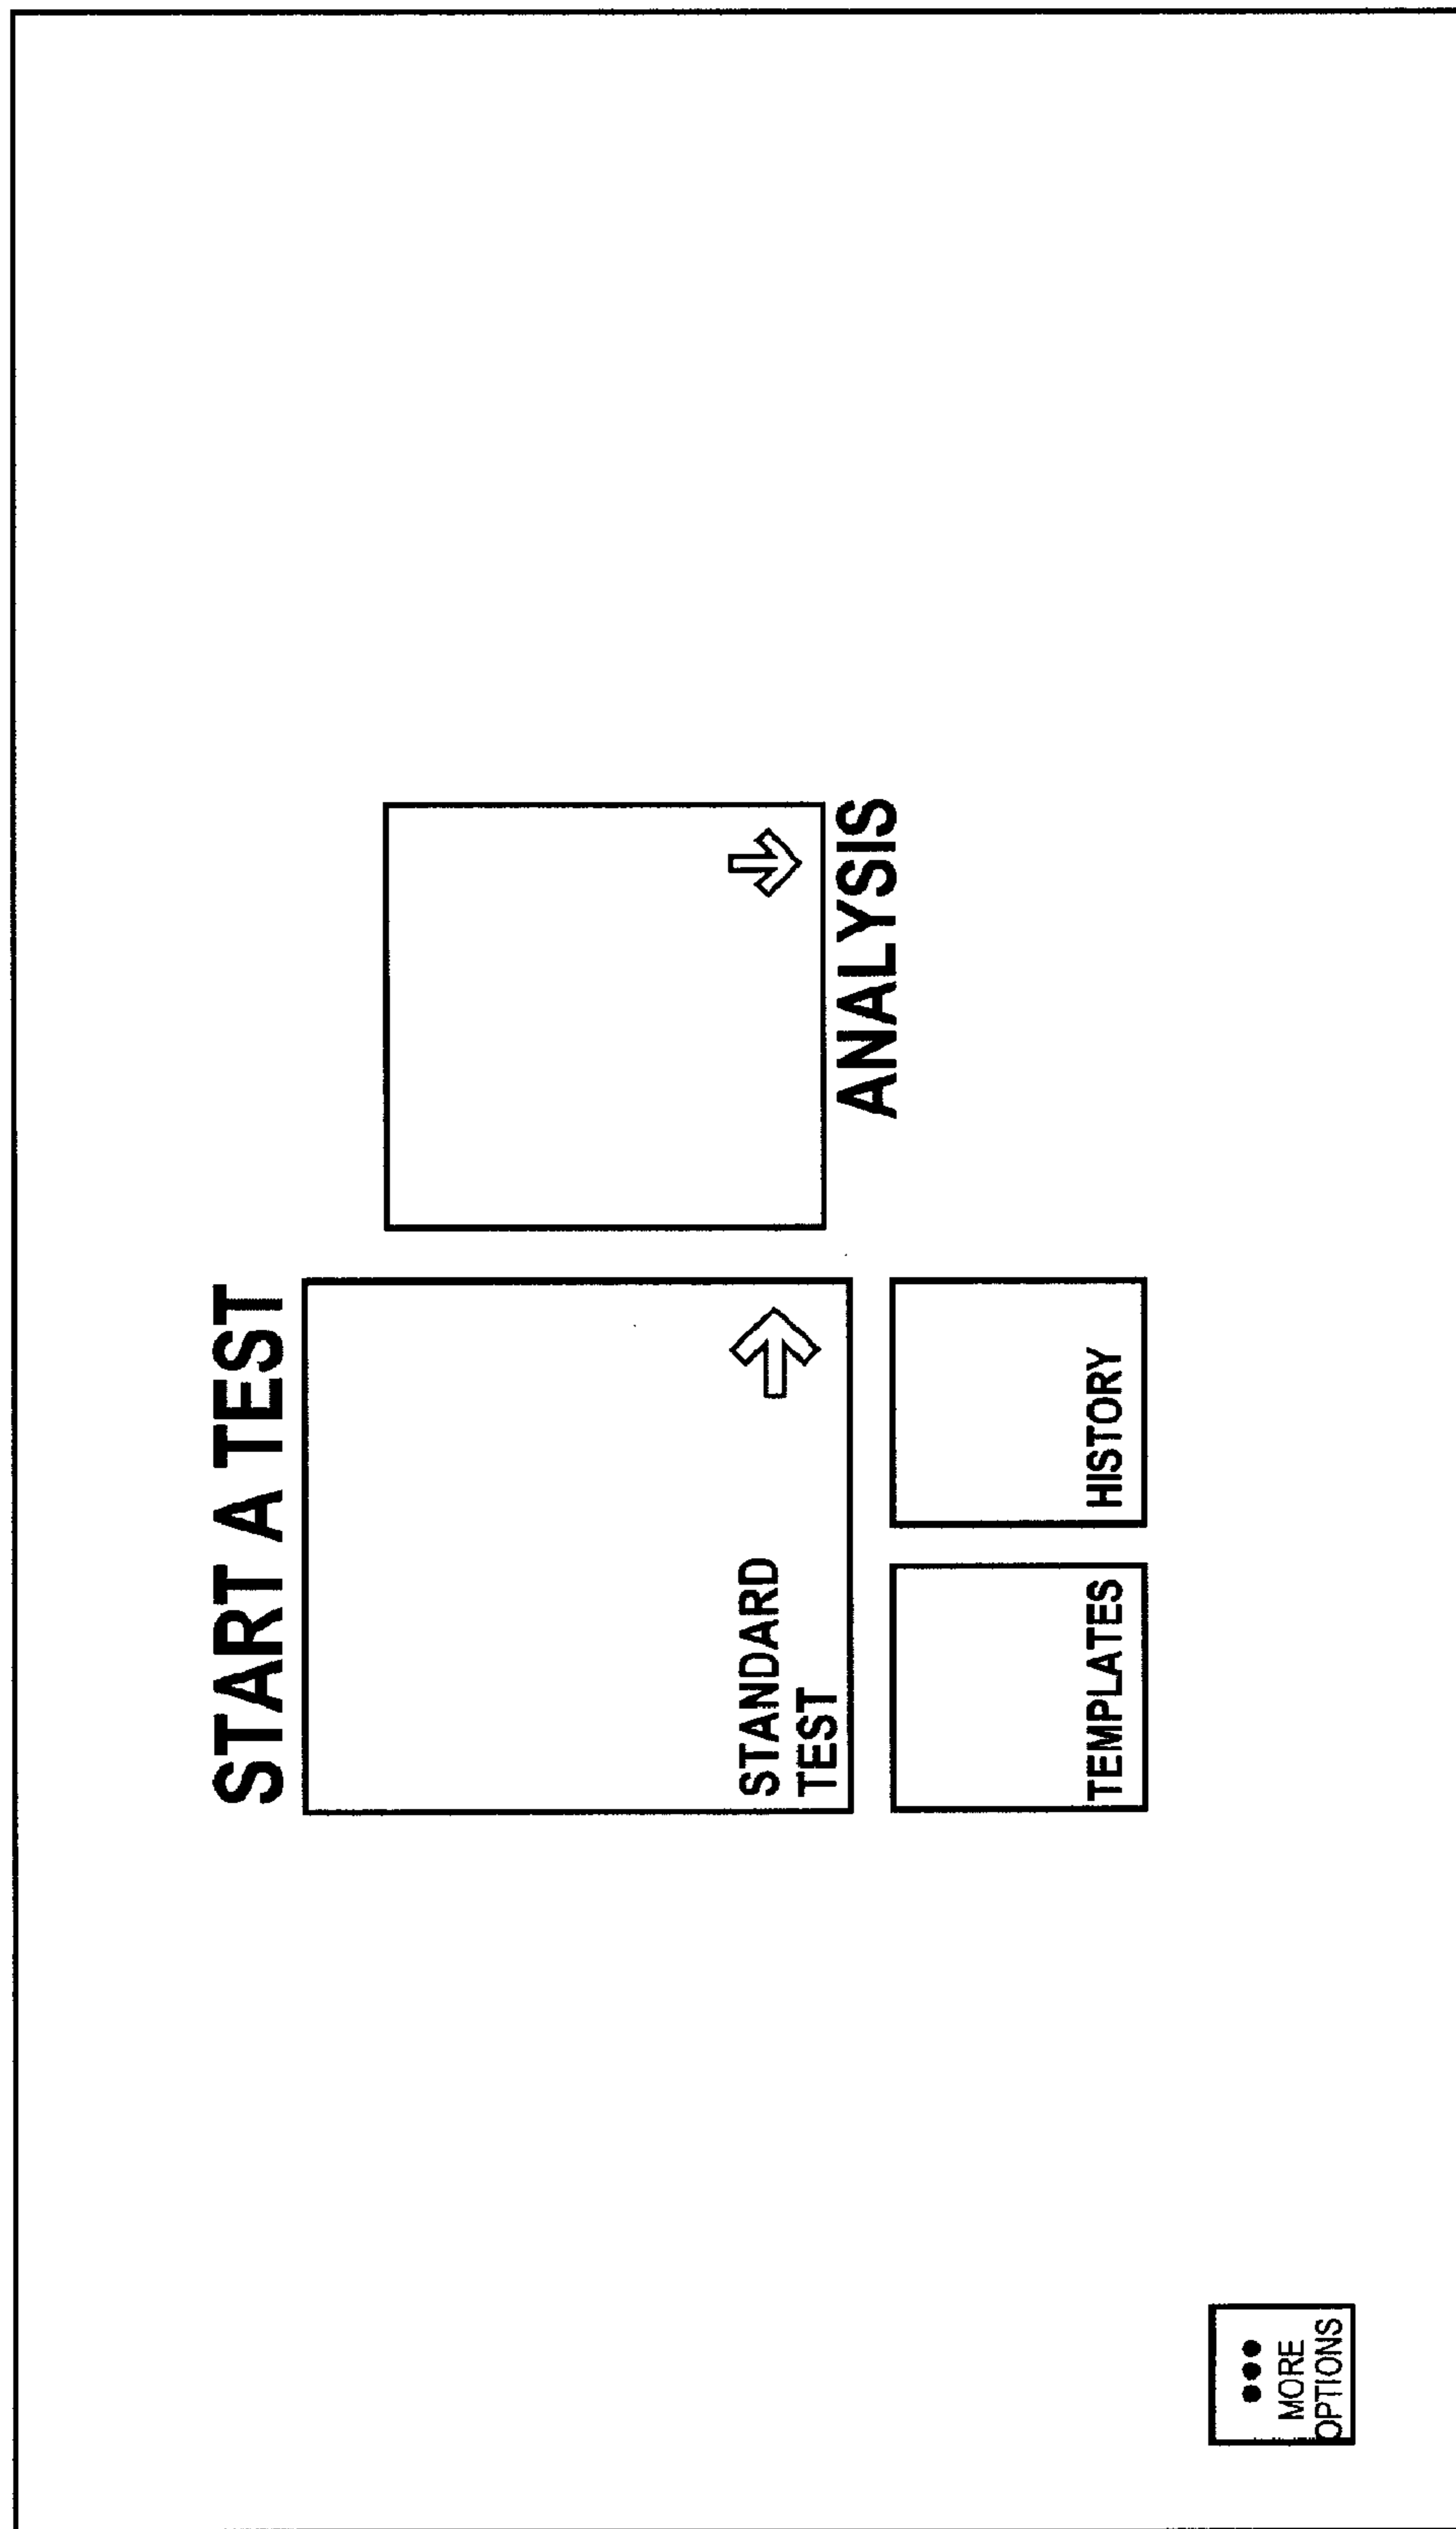 START A TEST
STANDARD
TEST
ANALYSIS
TEMPLATES
HISTORY
MORE
OPTIONS